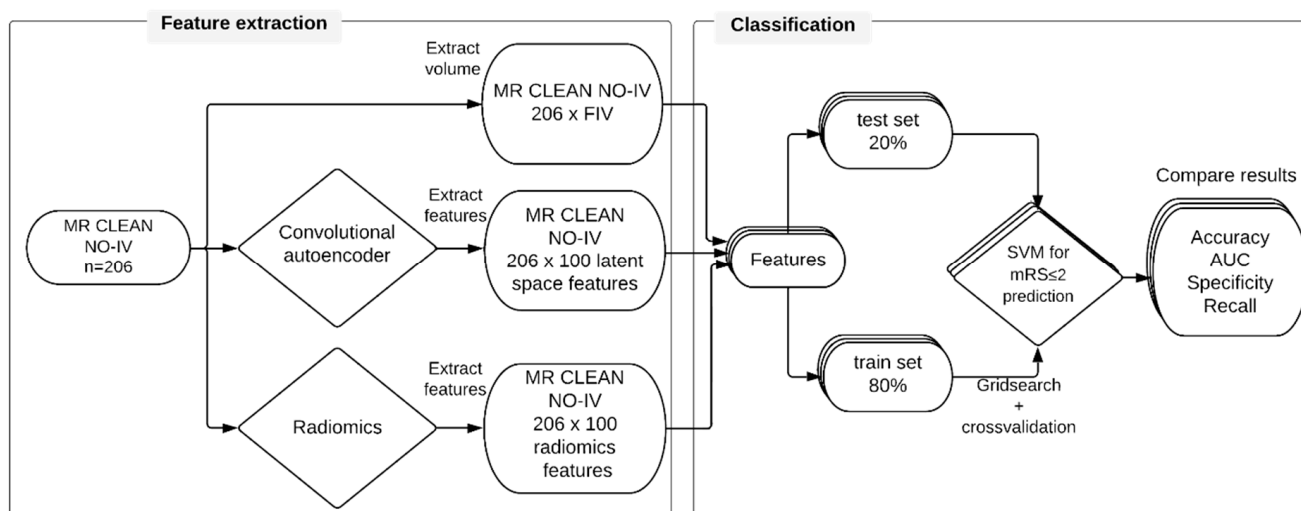 Feature extraction
Classification
Extract
volume
MR CLEAN NO-IV
206 x FIV
MR CLEAN
NO-IV
n=206
Convolutional
autoencoder
Extract
features
MR CLEAN
NO-IV
206 x 100 latent
space features
Radiomics
Extract
features
MR CLEAN
NO-IV
206 x 100
radiomics
features
Features
test set
20%
train set
80%
SVM for
mRS≤2
prediction
Gridsearch
+
crossvalidation
Compare results
Accuracy
AUC
Specificity
Recall